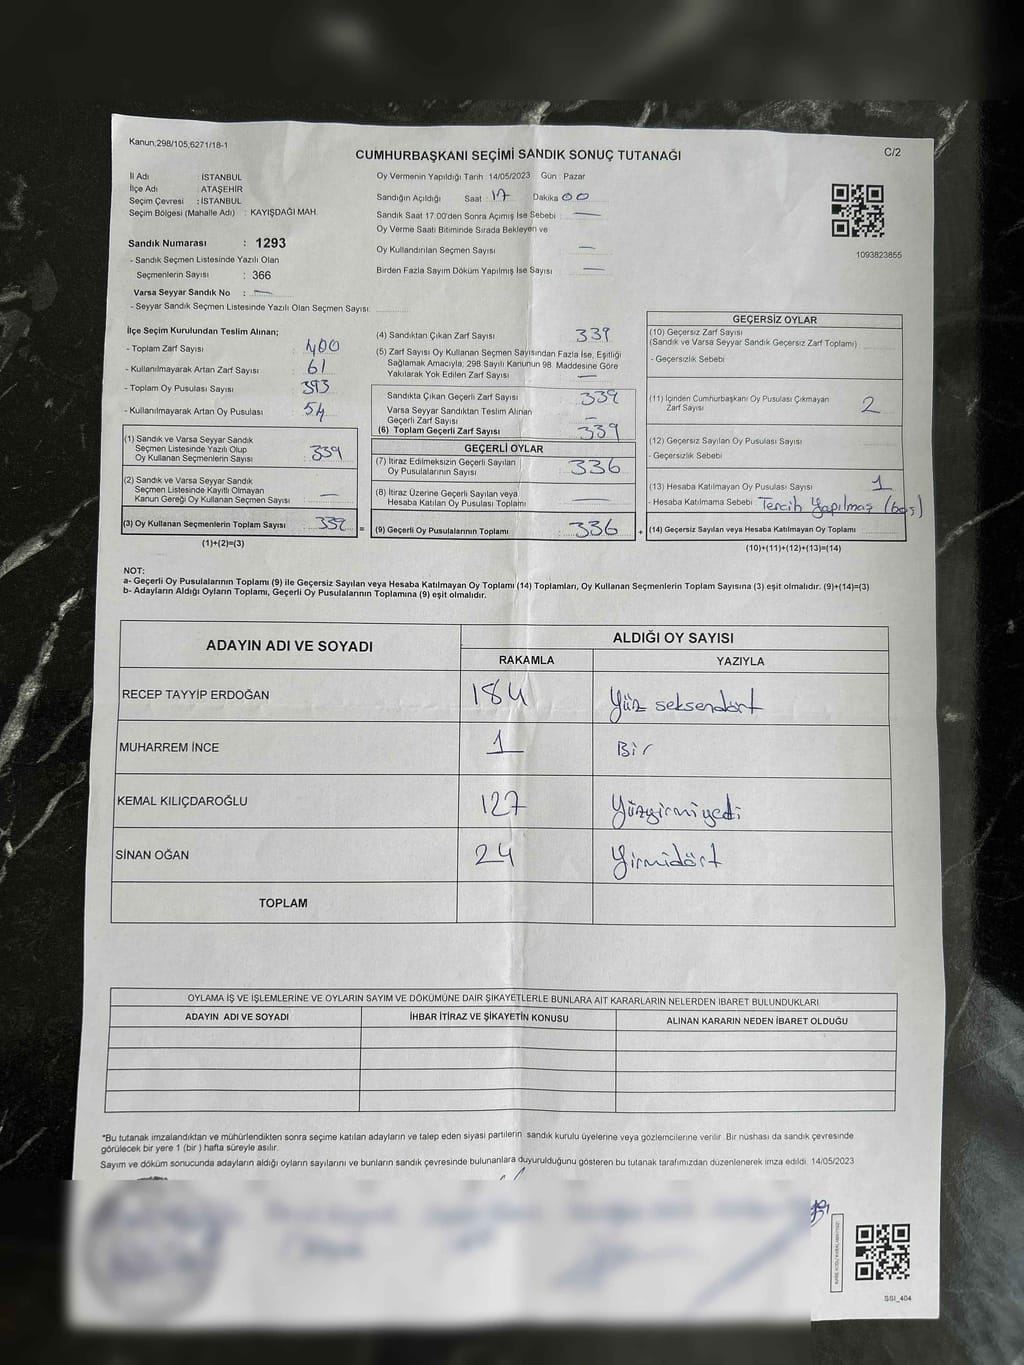 Kanun;298/105,6271/18-1
CUMHURBAŞKANI SEÇİMİ SANDIK SONUÇ TUTANAĞI
C/2
İl Adı : İSTANBUL
İlçe Adı : ATAŞEHİR
Seçim Çevresi : İSTANBUL
Seçim Bölgesi (Mahalle Adı) : KAYIŞDAĞI MAH.
Sandık Numarası : 1293
- Sandık Seçmen Listesinde Yazılı Olan
Seçmenlerin Sayısı : 366
Varsa Seyyar Sandık No : —
- Seyyar Sandık Seçmen Listesinde Yazılı Olan Seçmen Sayısı:
Oy Vermenin Yapıldığı Tarih 14/05/2023 Gün : Pazar
Sandığın Açıldığı Saat : 17 Dakika 00
Sandık Saat 17.00'den Sonra Açımış İse Sebebi : —
Oy Verme Saati Bitiminde Sırada Bekleyen ve
Oy Kullandırılan Seçmen Sayısı —
Birden Fazla Sayım Döküm Yapılmış İse Sayısı —
1093823855
İlçe Seçim Kurulundan Teslim Alınan;
- Toplam Zarf Sayısı : 400
- Kullanılmayarak Artan Zarf Sayısı : 61
- Toplam Oy Pusulası Sayısı : 393
- Kullanılmayarak Artan Oy Pusulası : 54
(1) Sandık ve Varsa Seyyar Sandık
Seçmen Listesinde Yazılı Olup
Oy Kullanan Seçmenlerin Sayısı : 339
(2) Sandık ve Varsa Seyyar Sandık
Seçmen Listesinde Kayıtlı Olmayan
Kanun Gereği Oy Kullanan Seçmen Sayısı —
(3) Oy Kullanan Seçmenlerin Toplam Sayısı : 339 =
(1)+(2)=(3)
(4) Sandıktan Çıkan Zarf Sayısı 339
(5) Zarf Sayısı Oy Kullanan Seçmen Sayısından Fazla İse, Eşitliği
Sağlamak Amacıyla, 298 Sayılı Kanunun 98. Maddesine Göre
Yakılarak Yok Edilen Zarf Sayısı —
Sandıkta Çıkan Geçerli Zarf Sayısı 339
Varsa Seyyar Sandıktan Teslim Alınan
Geçerli Zarf Sayısı : —
(6) Toplam Geçerli Zarf Sayısı 339
GEÇERLİ OYLAR
(7) İtiraz Edilmeksizin Geçerli Sayılan
Oy Pusulalarının Sayısı 336
(8) İtiraz Üzerine Geçerli Sayılan veya
Hesaba Katılan Oy Pusulası Toplamı —
(9) Geçerli Oy Pusulalarının Toplamı : 336 +
GEÇERSİZ OYLAR
(10) Geçersiz Zarf Sayısı
(Sandık ve Varsa Seyyar Sandık Geçersiz Zarf Toplamı)
- Geçersizlik Sebebi
(11) İçinden Cumhurbaşkanı Oy Pusulası Çıkmayan
Zarf Sayısı 2
(12) Geçersiz Sayılan Oy Pusulası Sayısı
- Geçersizlik Sebebi
(13) Hesaba Katılmayan Oy Pusulası Sayısı 1
- Hesaba Katılmama Sebebi : Tercih Yapılmaş (boş)
(14) Geçersiz Sayılan veya Hesaba Katılmayan Oy Toplamı
(10)+(11)+(12)+(13)=(14)
NOT:
a- Geçerli Oy Pusulalarının Toplamı (9) ile Geçersiz Sayılan veya Hesaba Katılmayan Oy Toplamı (14) Toplamları, Oy Kullanan Seçmenlerin Toplam Sayısına (3) eşit olmalıdır. (9)+(14)=(3)
b- Adayların Aldığı Oyların Toplamı, Geçerli Oy Pusulalarının Toplamına (9) eşit olmalıdır.
ADAYIN ADI VE SOYADI
ALDIĞI OY SAYISI
RAKAMLA YAZIYLA
RECEP TAYYİP ERDOĞAN 184 Yüz seksendört
MUHARREM İNCE 1 Bir
KEMAL KILIÇDAROĞLU 127 Yüzyirmiyedi
SİNAN OĞAN 24 Yirmidört
TOPLAM
OYLAMA İŞ VE İŞLEMLERİNE VE OYLARIN SAYIM VE DÖKÜMÜNE DAİR ŞİKAYETLERLE BUNLARA AİT KARARLARIN NELERDEN İBARET BULUNDUKLARI
ADAYIN ADI VE SOYADI İHBAR İTİRAZ VE ŞİKAYETİN KONUSU ALINAN KARARIN NEDEN İBARET OLDUĞU
*Bu tutanak imzalandıktan ve mühürlendikten sonra seçime katılan adayların ve talep eden siyasi partilerin sandık kurulu üyelerine veya gözlemcilerine verilir. Bir nüshası da sandık çevresinde
görülecek bir yere 1 (bir ) hafta süreyle asılır.
Sayım ve döküm sonucunda adayların aldığı oyların sayılarını ve bunların sandık çevresinde bulunanlara duyurulduğunu gösteren bu tutanak tarafımızdan düzenlenerek imza edildi. 14/05/2023
SSI_404